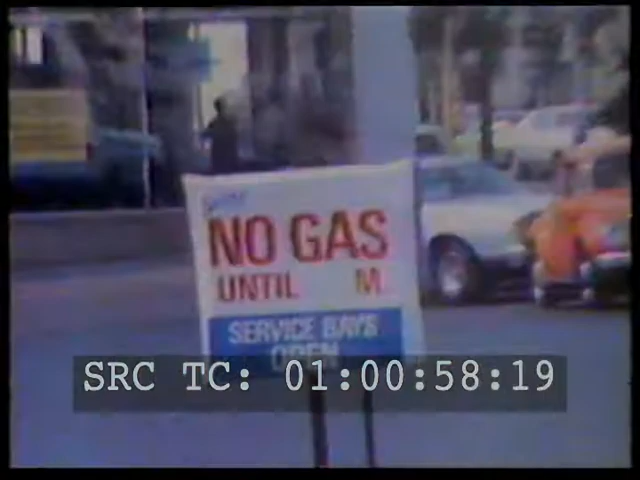 NO GAS
UNTIL M
SERVICE BAYS
OPEN
SRC TC: 01:00:58:19